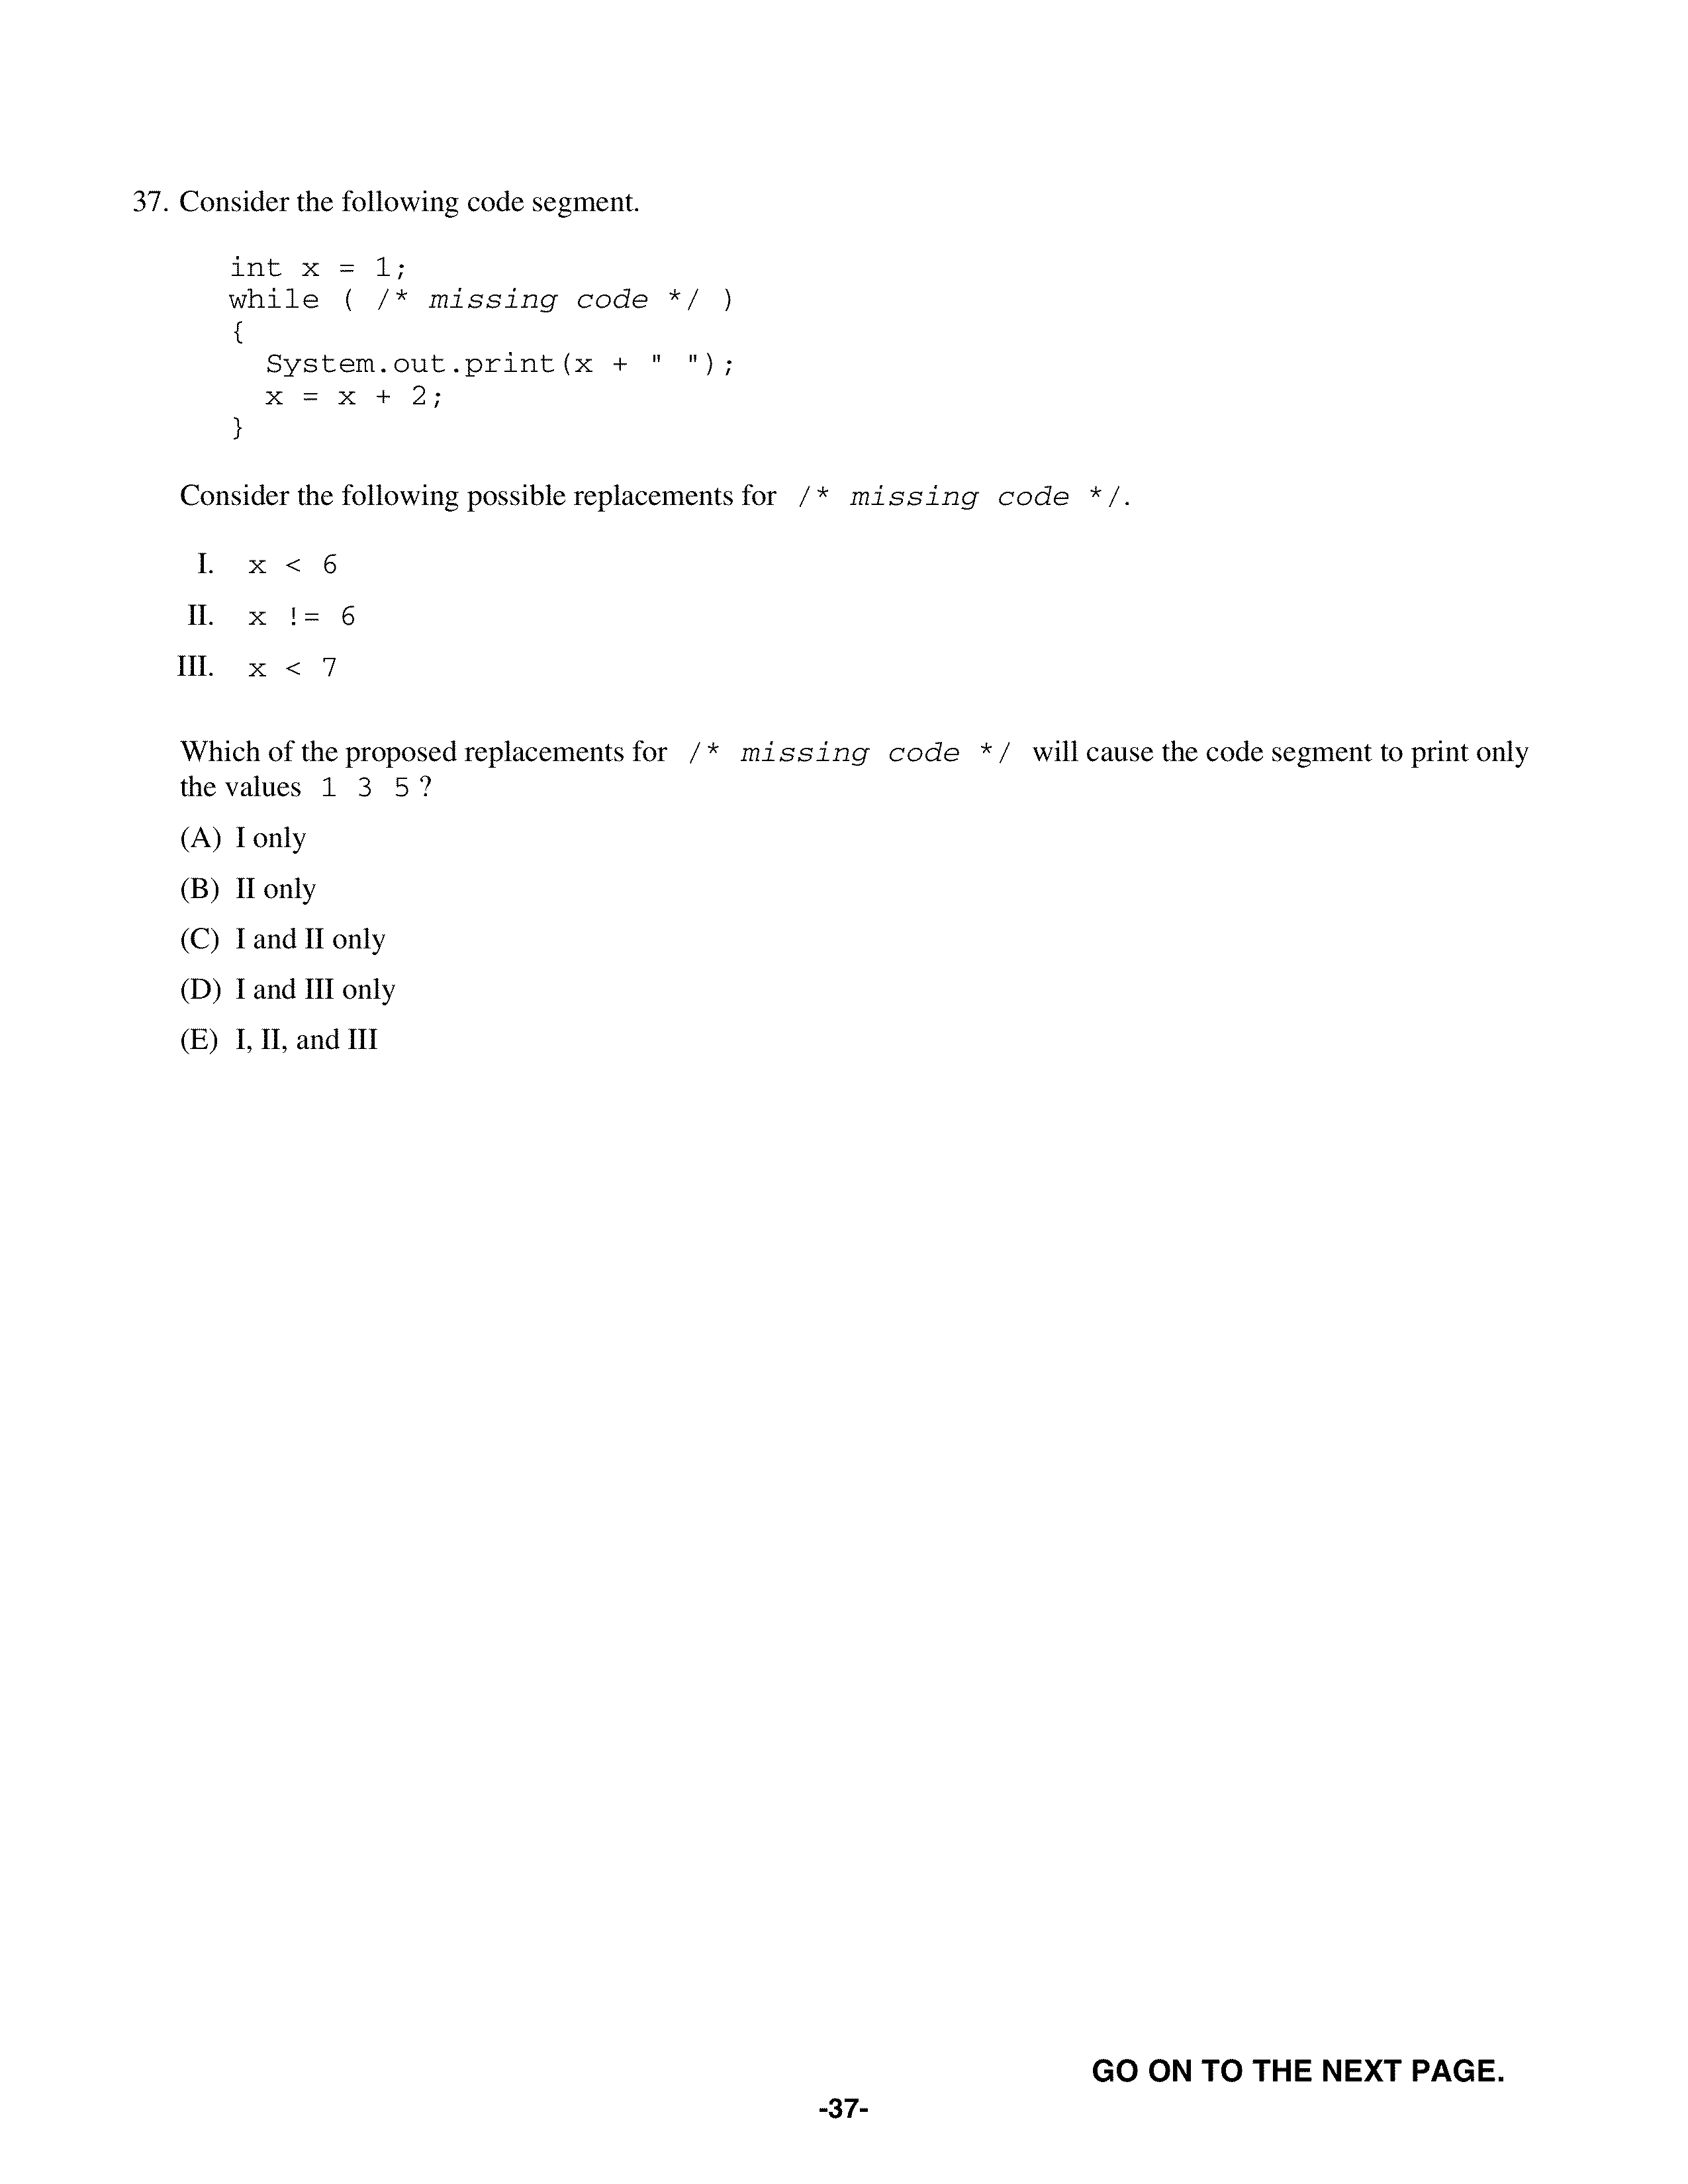 37. Consider the following code segment.
int x = 1;
while ( /* missing code */ )
{
  System.out.print(x + " ");
  x = x + 2;
}
Consider the following possible replacements for /* missing code */.
I. x < 6
II. x != 6
III. x < 7
Which of the proposed replacements for /* missing code */ will cause the code segment to print only
the values 1 3 5 ?
(A) I only
(B) II only
(C) I and II only
(D) I and III only
(E) I, II, and III
GO ON TO THE NEXT PAGE.
-37-